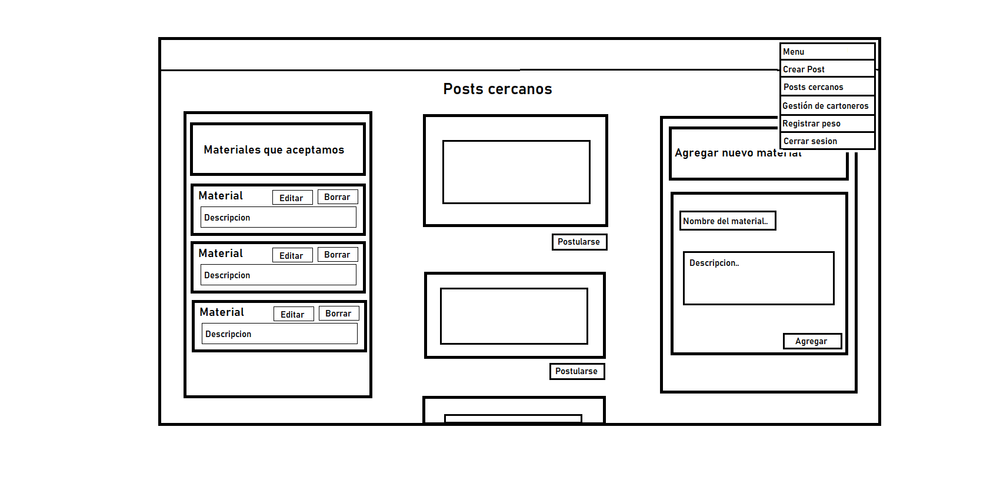 Menu
Crear Post
Posts cercanos
Gestión de cartoneros
Registrar peso
Cerrar sesion
Posts cercanos
Materiales que aceptamos
Material
Editar
Borrar
Descripcion
Material
Editar
Borrar
Descripcion
Material
Editar
Borrar
Descripcion
Postularse
Postularse
Agregar nuevo material
Nombre del material..
Descripcion..
Agregar